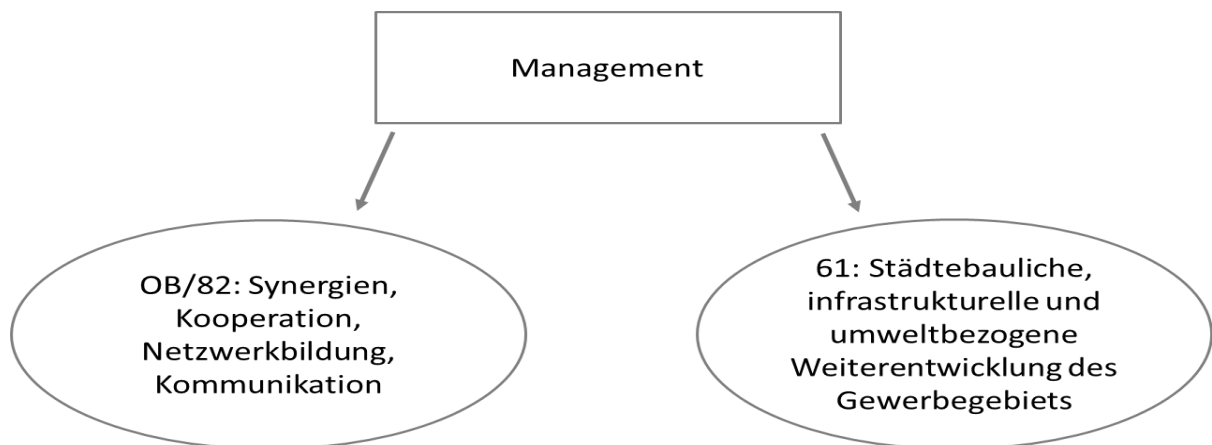 Management
OB/82: Synergien,
Kooperation,
Netzwerkbildung,
Kommunikation
61: Städtebauliche,
infrastrukturelle und
umweltbezogene
Weiterentwicklung des
Gewerbegebiets